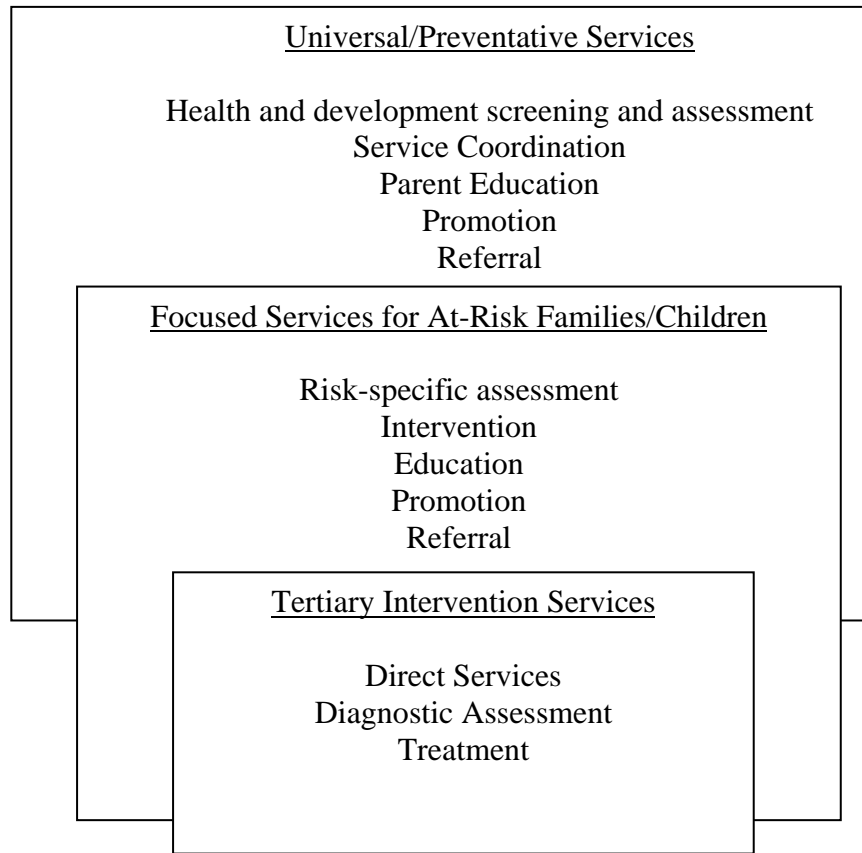 Universal/Preventative Services
Health and development screening and assessment
Service Coordination
Parent Education
Promotion
Referral
Focused Services for At-Risk Families/Children
Risk-specific assessment
Intervention
Education
Promotion
Referral
Tertiary Intervention Services
Direct Services
Diagnostic Assessment
Treatment